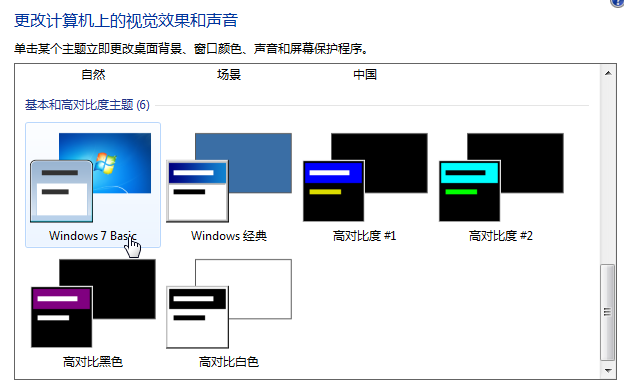 更改计算机上的视觉效果和声音
单击某个主题立即更改桌面背景、窗口颜色、声音和屏幕保护程序。
自然 场景 中国
基本和高对比度主题 (6)
Windows 7 Basic Windows 经典 高对比度 #1 高对比度 #2
高对比黑色 高对比白色